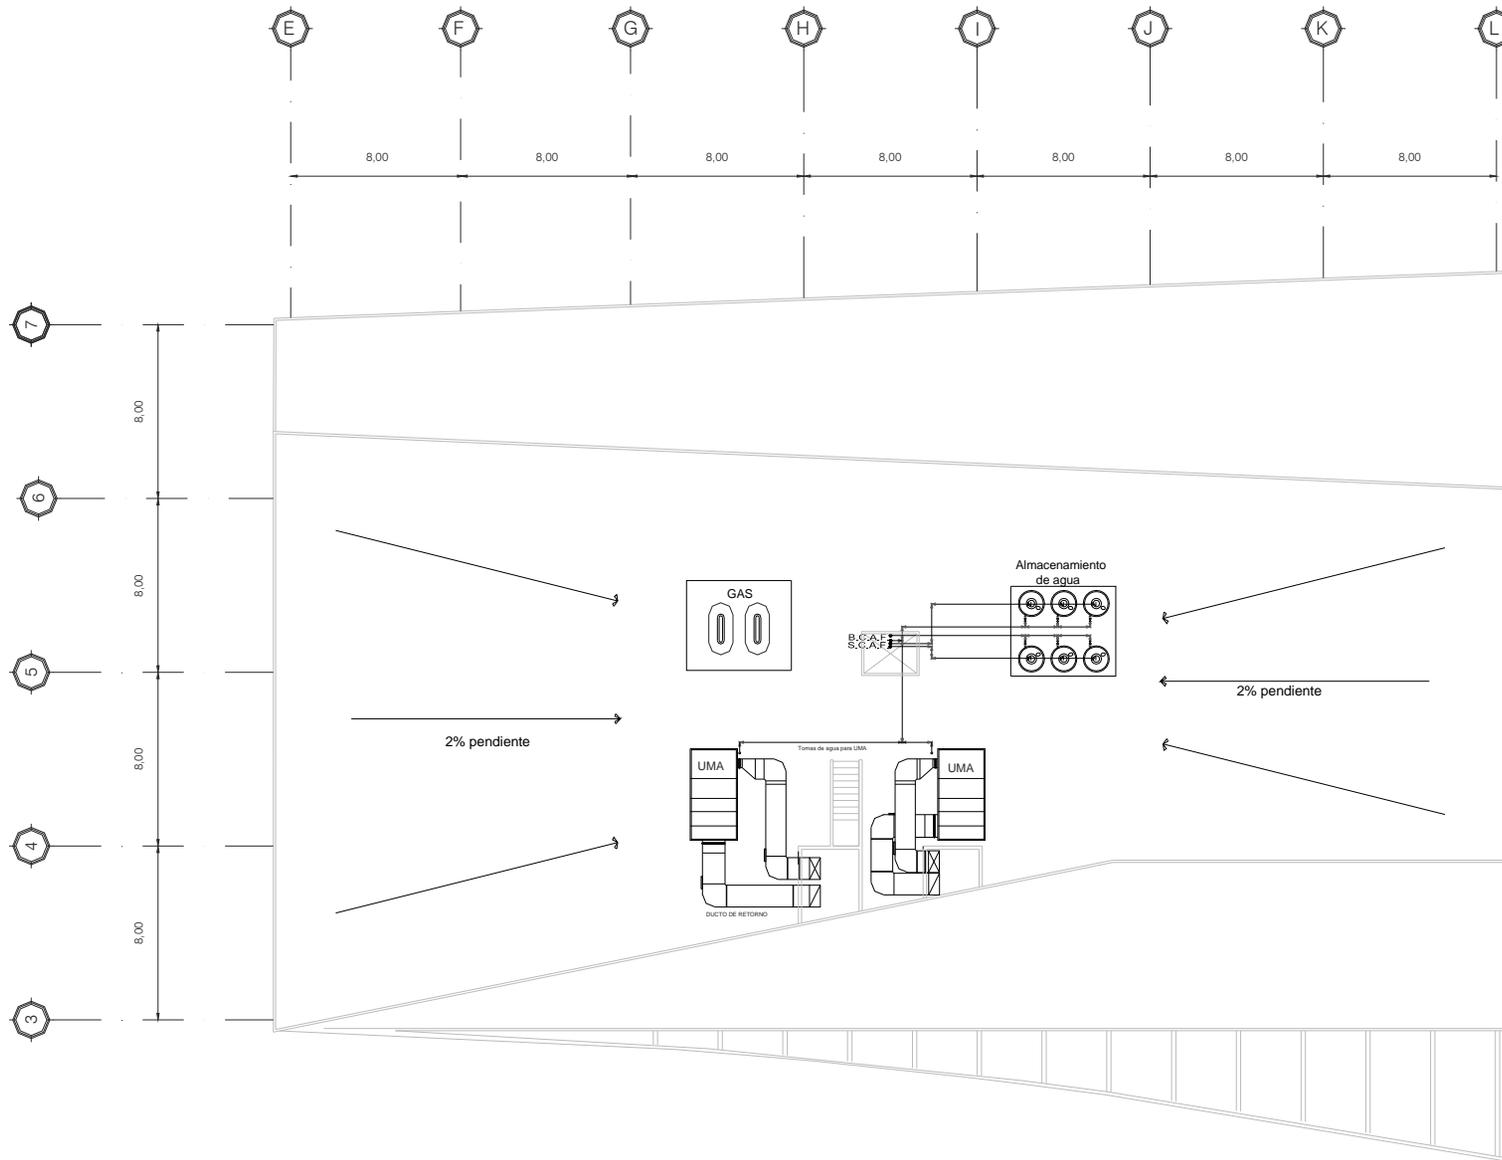 E F G H I J K L
8,00 8,00 8,00 8,00 8,00 8,00 8,00
7
8,00
6
8,00
Almacenamiento
de agua
GAS
B.C.A.F.
S.C.A.F.
5
2% pendiente
2% pendiente
Tomas de agua para UMA
8,00
UMA
UMA
4
DUCTO DE RETORNO
8,00
3